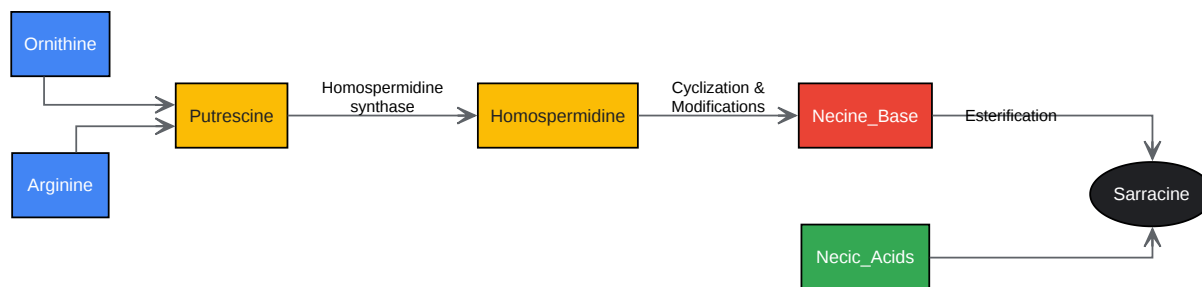 Ornithine
Arginine
Putrescine
Homospermidine
synthase
Homospermidine
Cyclization &
Modifications
Necine_Base
Esterification
Necic_Acids
Sarracine